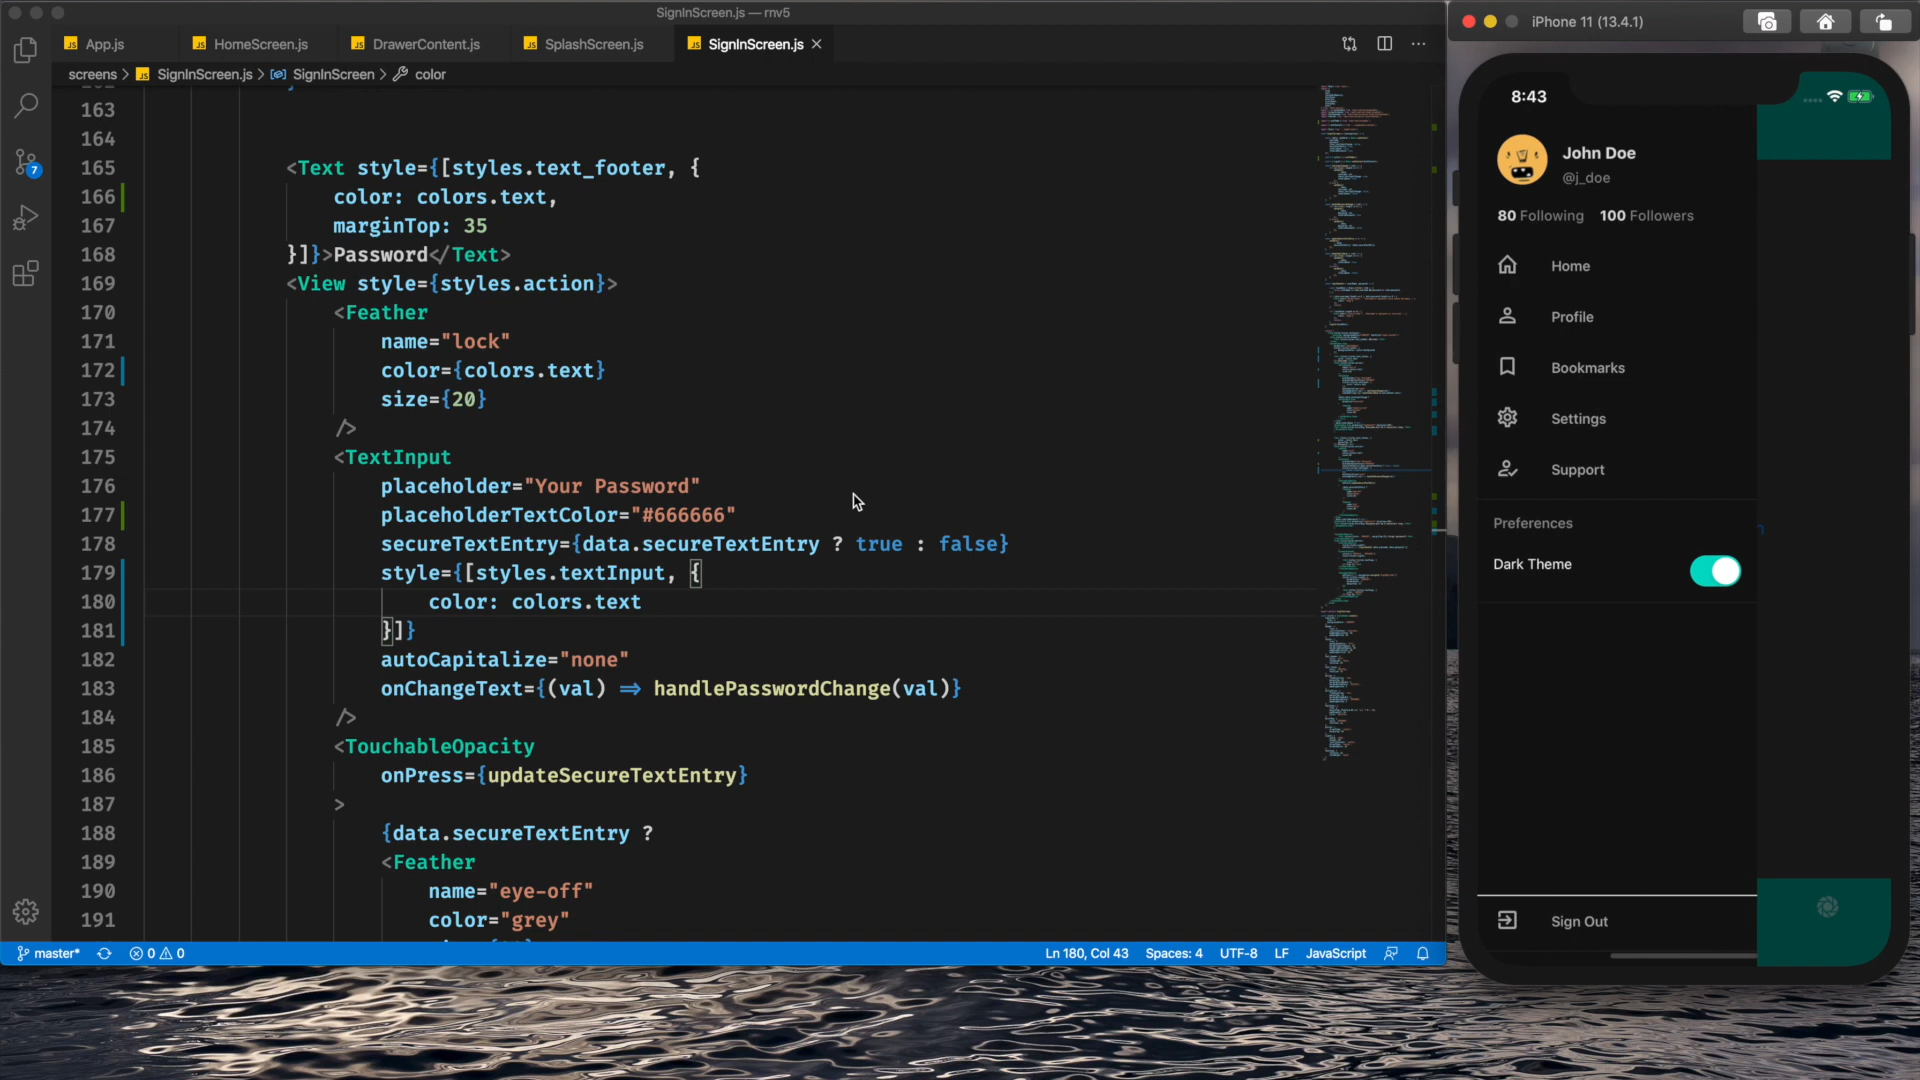 SignInScreen.js — rnv5
JS App.js
JS HomeScreen.js
JS DrawerContent.js
JS SplashScreen.js
JS SignInScreen.js
screens > JS SignInScreen.js > SignInScreen > color
163
164
165 <Text style={[styles.text_footer, {
166 color: colors.text,
167 marginTop: 35
168 }]}>Password</Text>
169 <View style={styles.action}>
170 <Feather
171 name="lock"
172 color={colors.text}
173 size={20}
174 />
175 <TextInput
176 placeholder="Your Password"
177 placeholderTextColor="#666666"
178 secureTextEntry={data.secureTextEntry ? true : false}
179 style={[styles.textInput, {
180 color: colors.text
181 }]}
182 autoCapitalize="none"
183 onChangeText={(val) => handlePasswordChange(val)}
184 />
185 <TouchableOpacity
186 onPress={updateSecureTextEntry}
187 >
188 {data.secureTextEntry ?
189 <Feather
190 name="eye-off"
191 color="grey"
7
master*
0
0
Ln 180, Col 43
Spaces: 4
UTF-8
LF
JavaScript
iPhone 11 (13.4.1)
8:43
John Doe
@j_doe
80 Following 100 Followers
Home
Profile
Bookmarks
Settings
Support
Preferences
Dark Theme
Sign Out